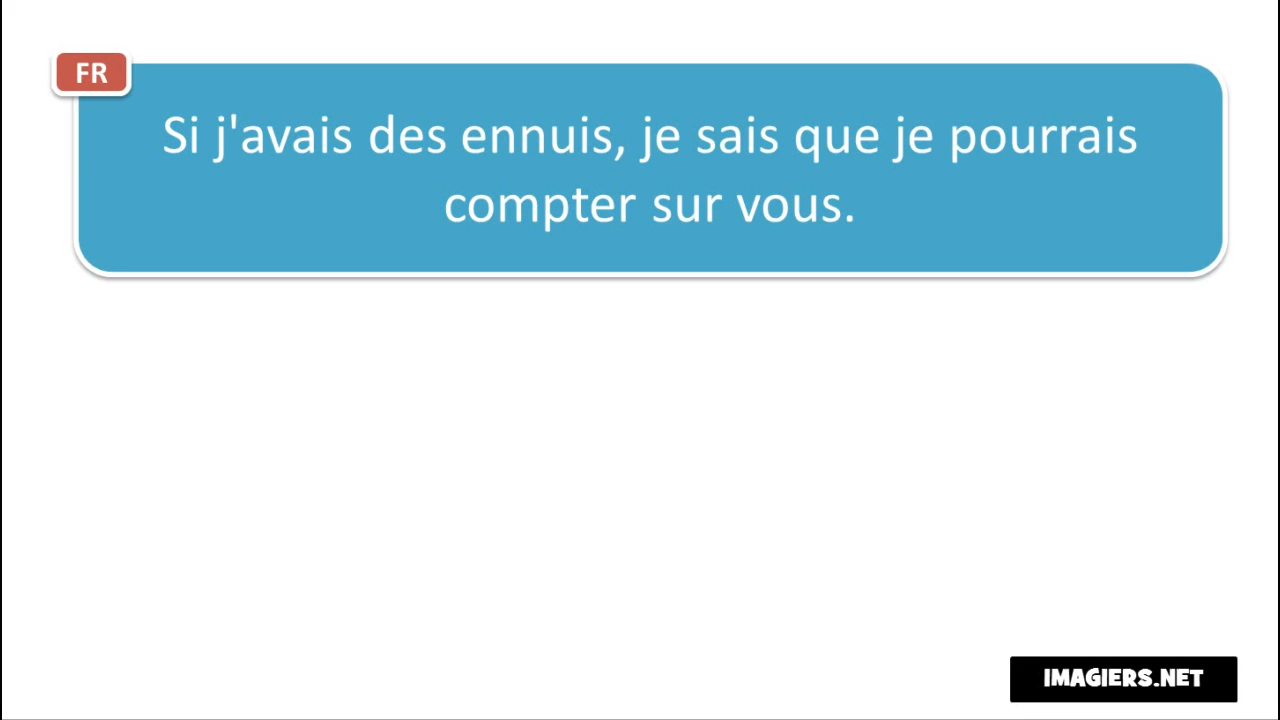 FR
Si j'avais des ennuis, je sais que je pourrais
compter sur vous.
IMAGIERS.NET